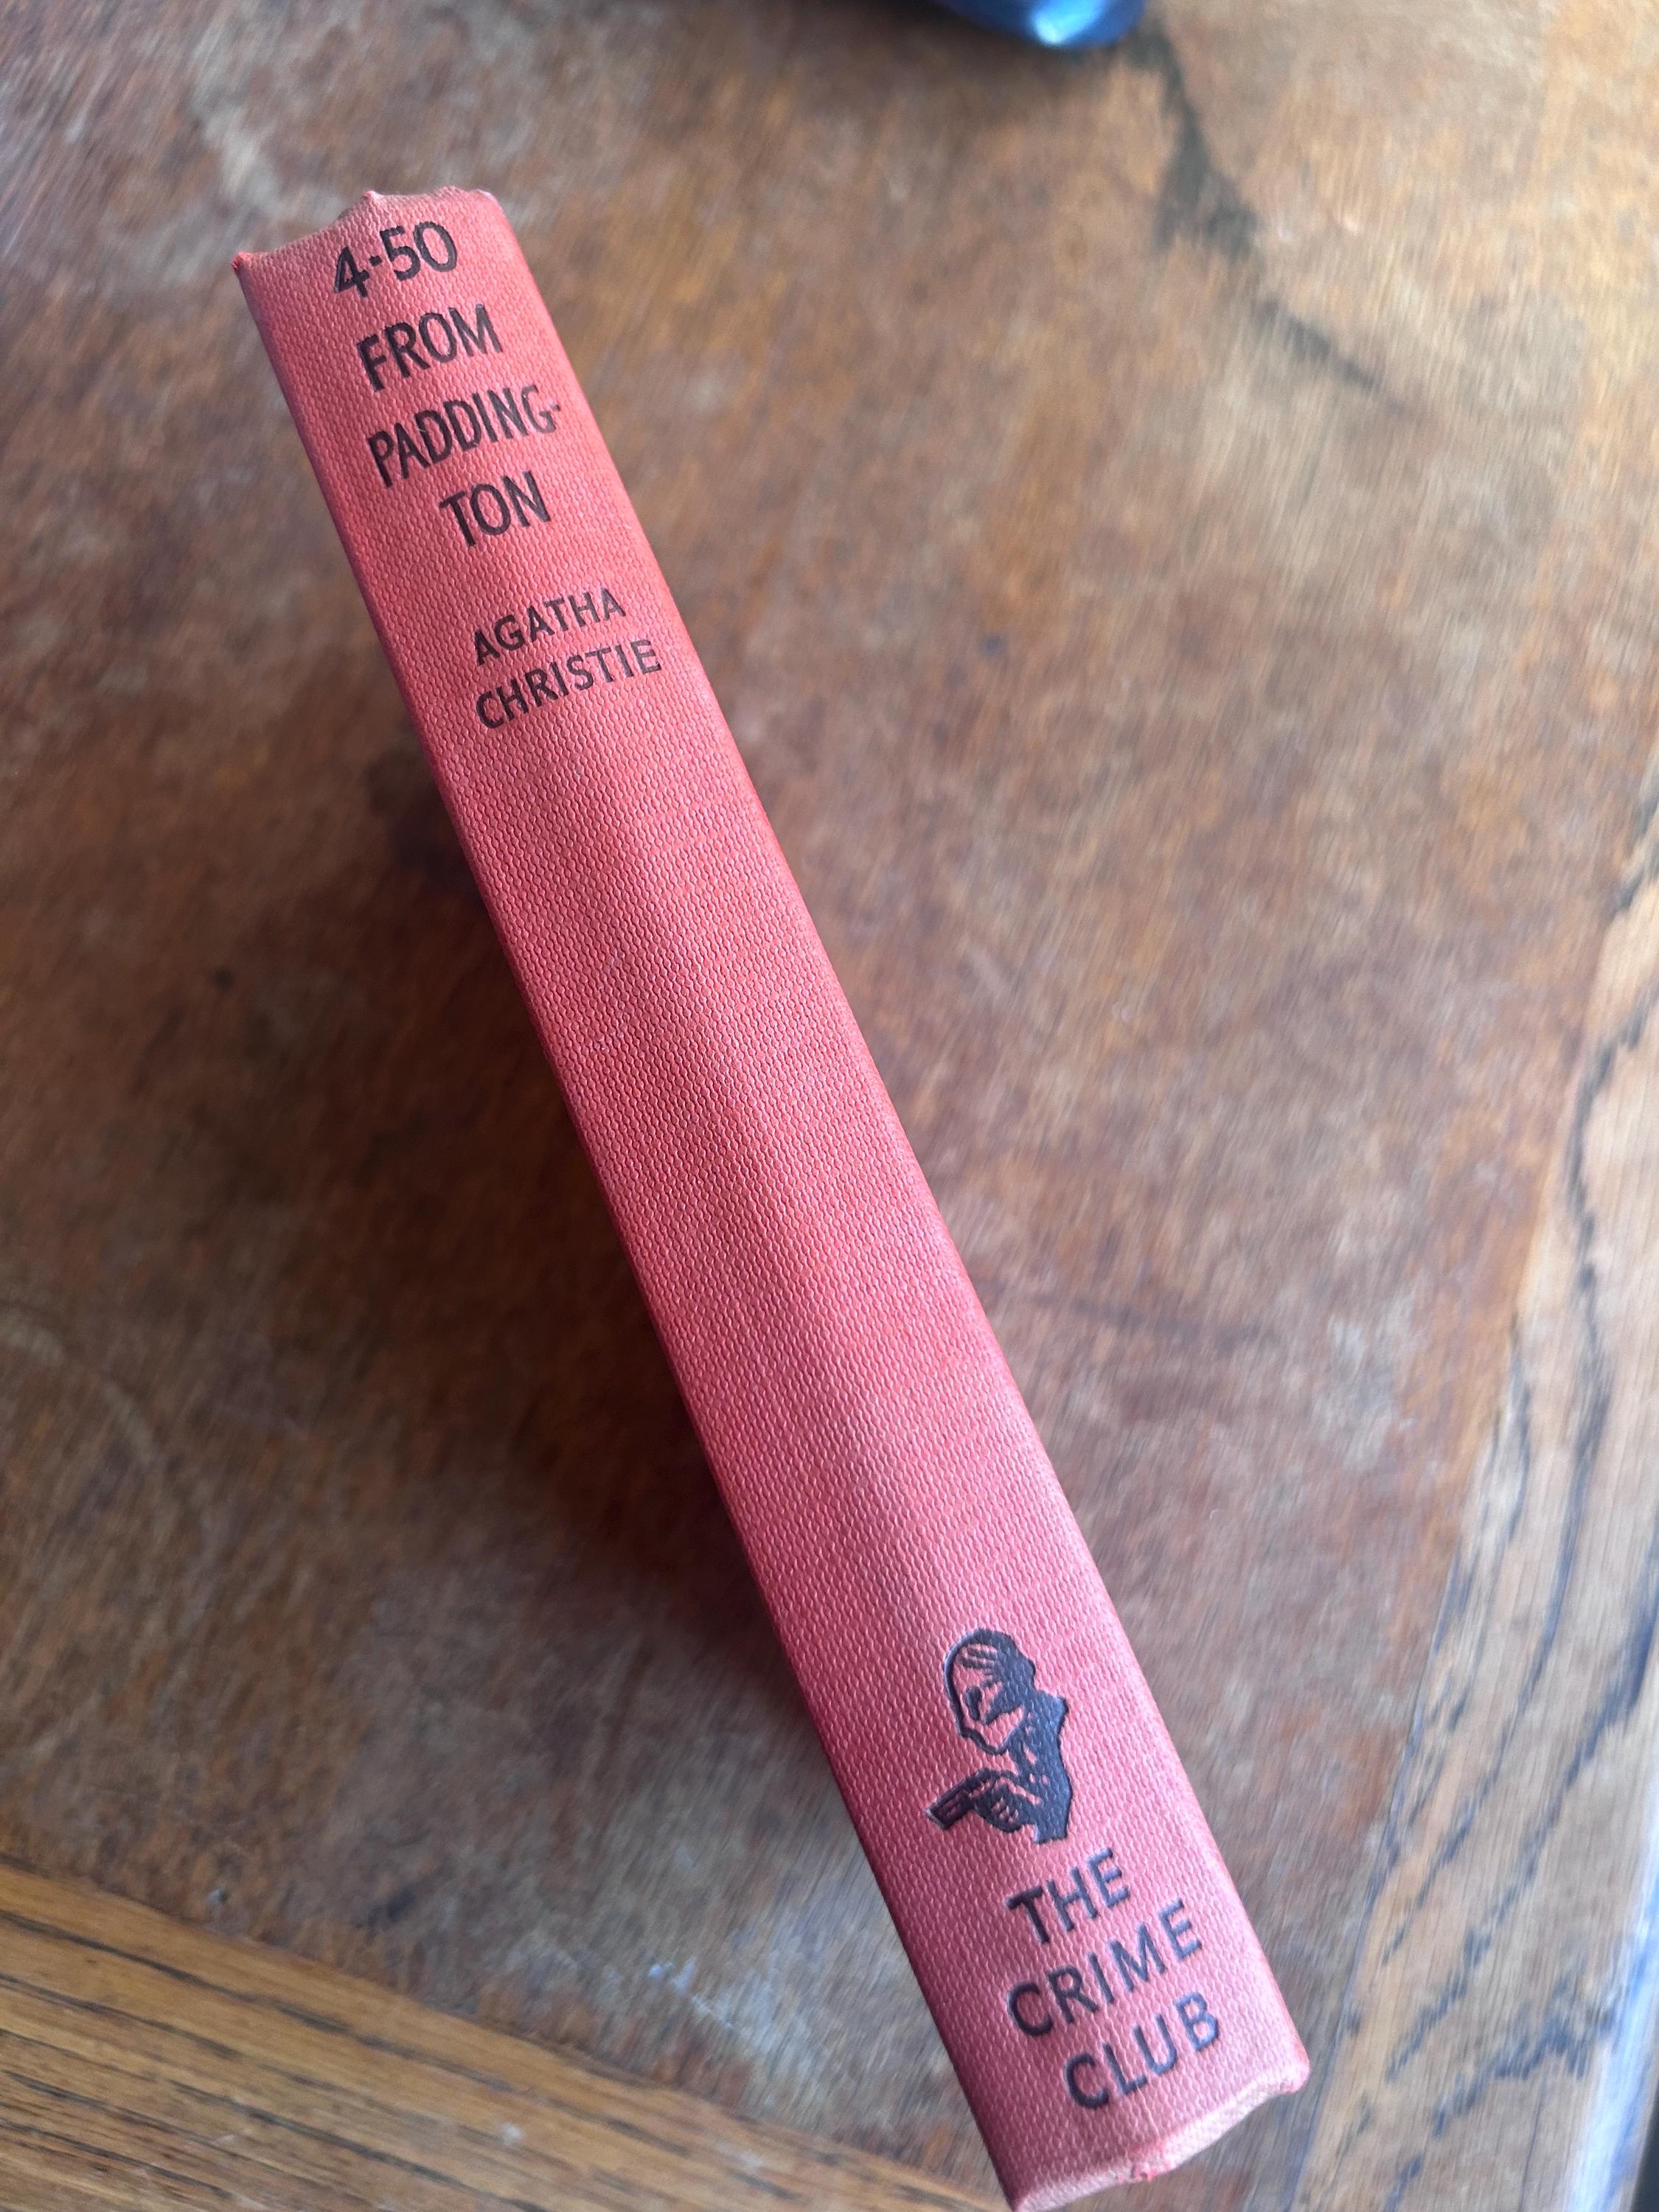 4·50
FROM
PADDING-
TON
AGATHA
CHRISTIE
THE
CRIME
CLUB